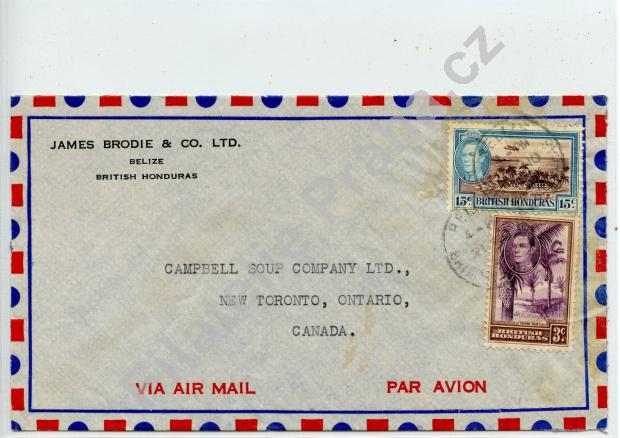 JAMES BRODIE & CO. LTD.
BELIZE
BRITISH HONDURAS
15c BRITISH HONDURAS 15c
CAMPBELL SOUP COMPANY LTD.,
NEW TORONTO, ONTARIO,
CANADA.
BRITISH
HONDURAS 3c
VIA AIR MAIL PAR AVION